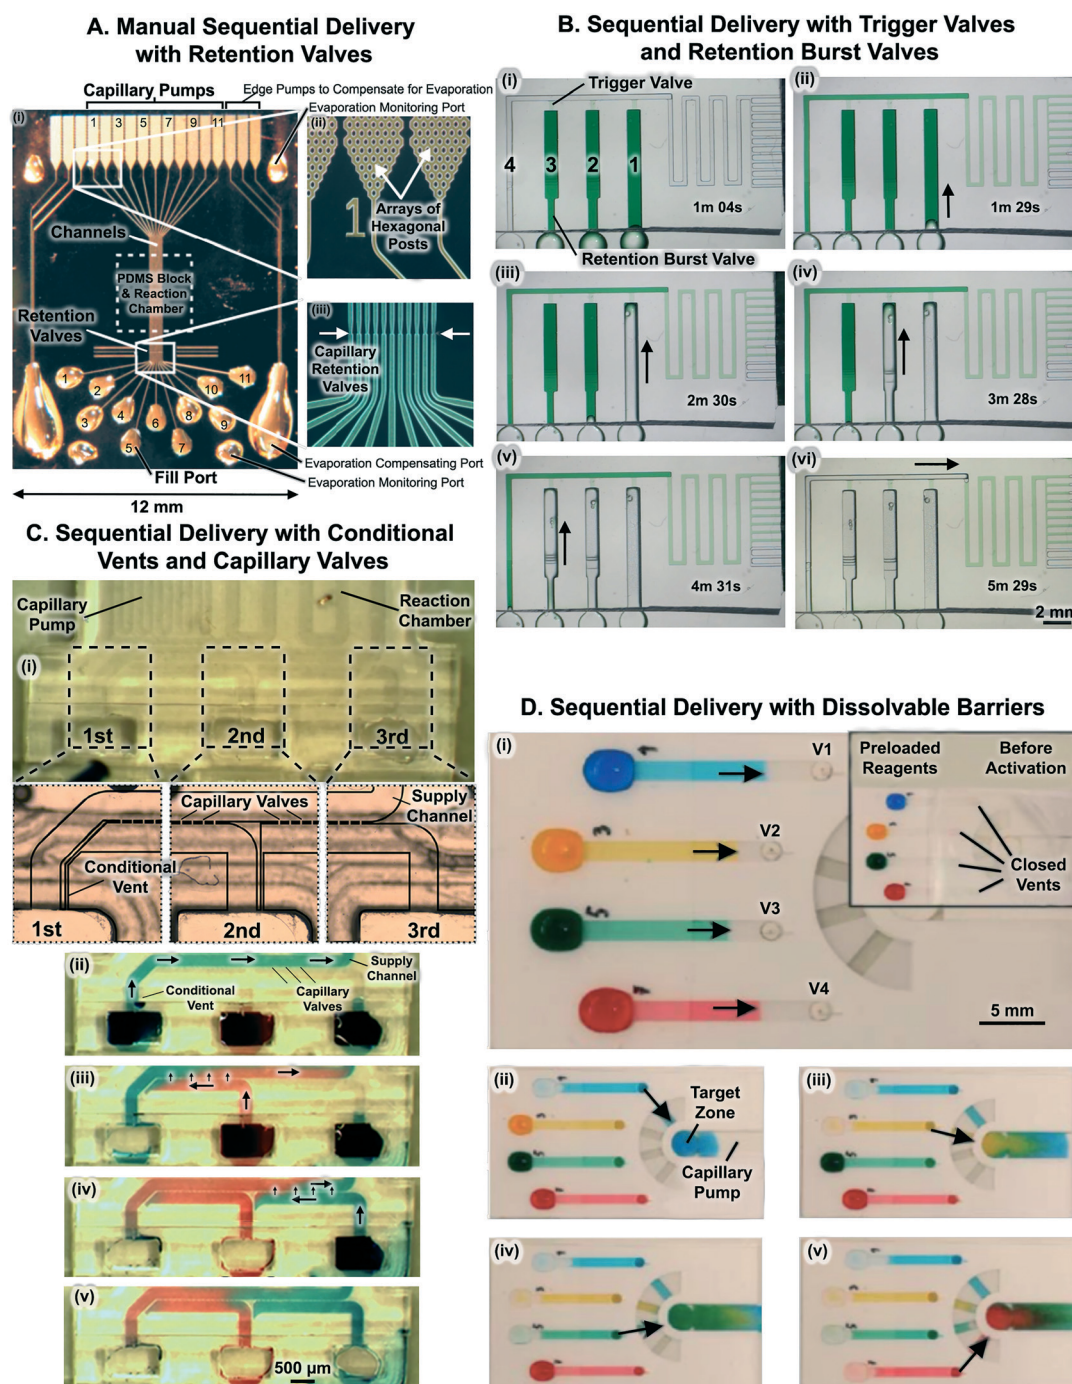 A. Manual Sequential Delivery
with Retention Valves
Capillary Pumps
Edge Pumps to Compensate for Evaporation
Evaporation Monitoring Port
(i)
1 3 5 7 9 11
Channels
PDMS Block
& Reaction
Chamber
Retention
Valves
1
2
3
4
5
6
7
8
9
10
11
Fill Port
Evaporation Compensating Port
Evaporation Monitoring Port
12 mm
(ii)
1
Arrays of
Hexagonal
Posts
(iii)
Capillary
Retention
Valves
B. Sequential Delivery with Trigger Valves
and Retention Burst Valves
(i)
Trigger Valve
4 3 2 1
1m 04s
Retention Burst Valve
(ii)
1m 29s
(iii)
2m 30s
(iv)
3m 28s
(v)
4m 31s
(vi)
5m 29s
2 mm
C. Sequential Delivery with Conditional
Vents and Capillary Valves
Capillary
Pump
Reaction
Chamber
(i)
1st
2nd
3rd
Capillary Valves
Supply
Channel
Conditional
Vent
1st
2nd
3rd
(ii)
Supply
Channel
Conditional
Vent
Capillary
Valves
(iii)
(iv)
(v)
500 µm
D. Sequential Delivery with Dissolvable Barriers
(i)
1
V1
3
V2
5
V3
V4
Preloaded
Reagents
Before
Activation
Closed
Vents
5 mm
(ii)
Target
Zone
Capillary
Pump
(iii)
(iv)
(v)